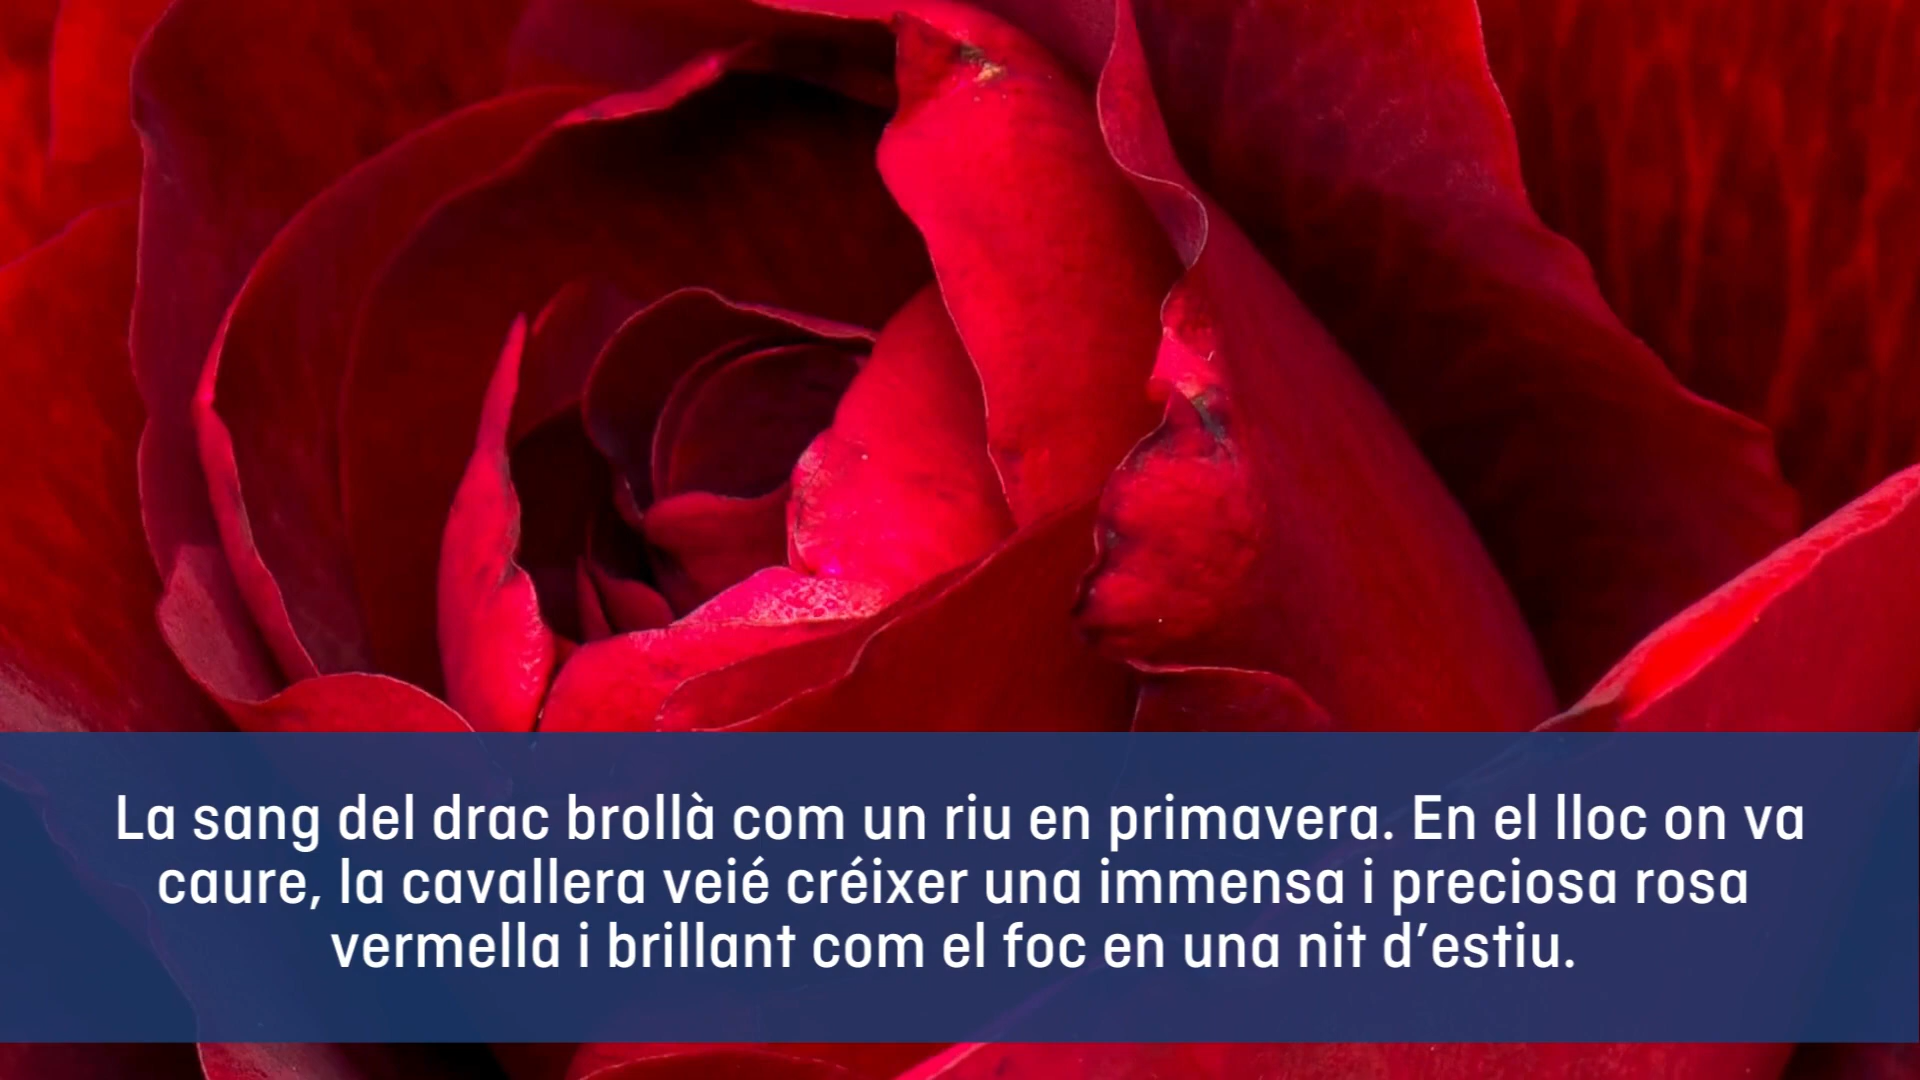 La sang del drac brollà com un riu en primavera. En el lloc on va
caure, la cavallera veié créixer una immensa i preciosa rosa
vermella i brillant com el foc en una nit d’estiu.